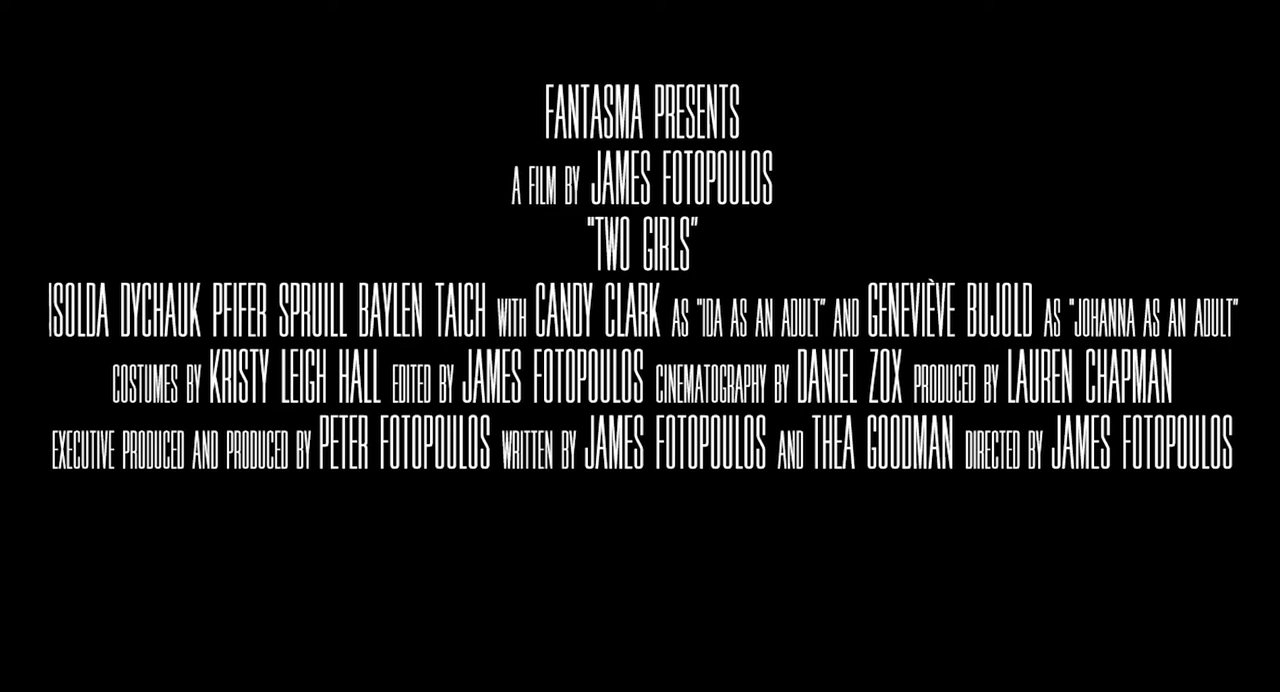 FANTASMA PRESENTS
A FILM BY JAMES FOTOPOULOS
"TWO GIRLS"
ISOLDA DYCHAUK PFIFER SPRUILL BAYLEN TAICH WITH CANDY CLARK AS "IDA AS AN ADULT" AND GENEVIÈVE BUJOLD AS "JOHANNA AS AN ADULT"
COSTUMES BY KRISTY LEIGH HALL EDITED BY JAMES FOTOPOULOS CINEMATOGRAPHY BY DANIEL ZOX PRODUCED BY LAUREN CHAPMAN
EXECUTIVE PRODUCED AND PRODUCED BY PETER FOTOPOULOS WRITTEN BY JAMES FOTOPOULOS AND THEA GOODMAN DIRECTED BY JAMES FOTOPOULOS